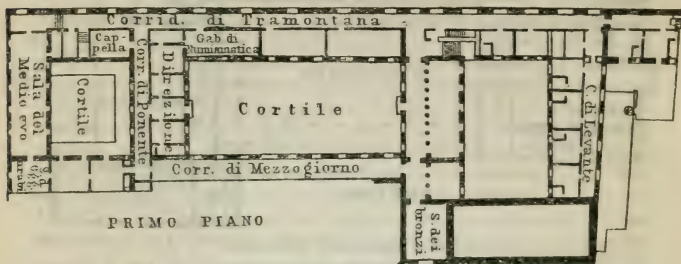 Corrid. di Tramontana
Cap-
pella
Gab. di
Numismatica
Sala del
Medio evo
Cortile
Corr. di Ponente
Direzione
Cortile
C. di Levante
Corr. di Mezzogiorno
PRIMO PIANO
S. dei
bronzi